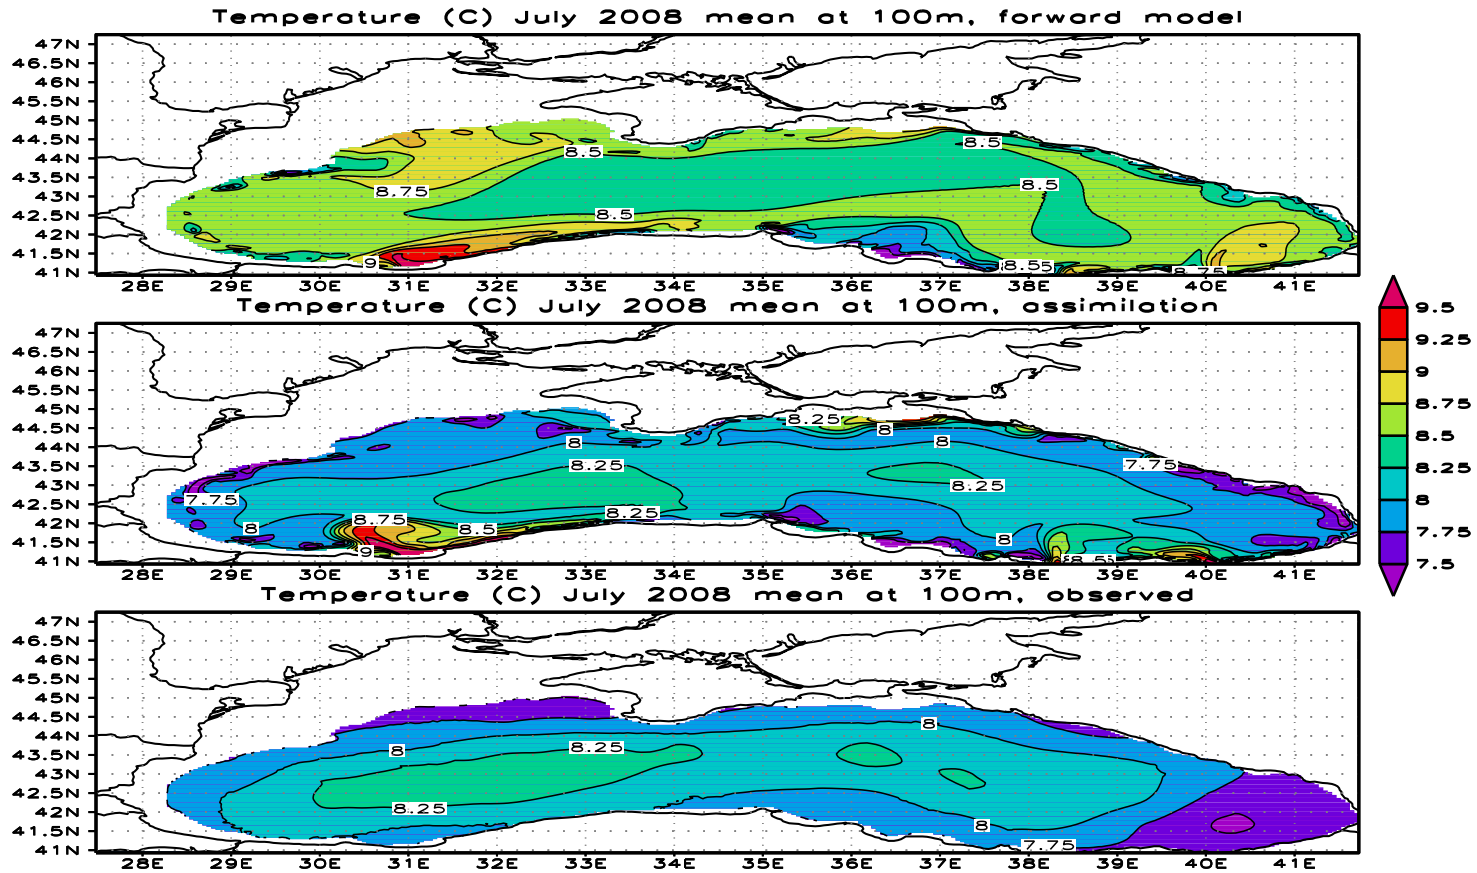 Temperature (C) July 2008 mean at 100m, forward model
47N
46.5N
46N
45.5N
45N
44.5N
44N
43.5N
43N
42.5N
42N
41.5N
41N
8.5
8.5
8.75
8.5
8.5
9
8.75
28E 29E 30E 31E 32E 33E 34E 35E 36E 37E 38E 39E 40E 41E
Temperature (C) July 2008 mean at 100m, assimilation
47N
46.5N
46N
45.5N
45N
44.5N
44N
43.5N
43N
42.5N
42N
41.5N
41N
8.25
8
8
8
8.25
7.75
8.25
7.75
8.25
8.75
8
8.5
8
9
28E 29E 30E 31E 32E 33E 34E 35E 36E 37E 38E 39E 40E 41E
9.5
9.25
9
8.75
8.5
8.25
8
7.75
7.5
Temperature (C) July 2008 mean at 100m, observed
47N
46.5N
46N
45.5N
45N
44.5N
44N
43.5N
43N
42.5N
42N
41.5N
41N
8
8
8.25
8.25
8
7.75
28E 29E 30E 31E 32E 33E 34E 35E 36E 37E 38E 39E 40E 41E